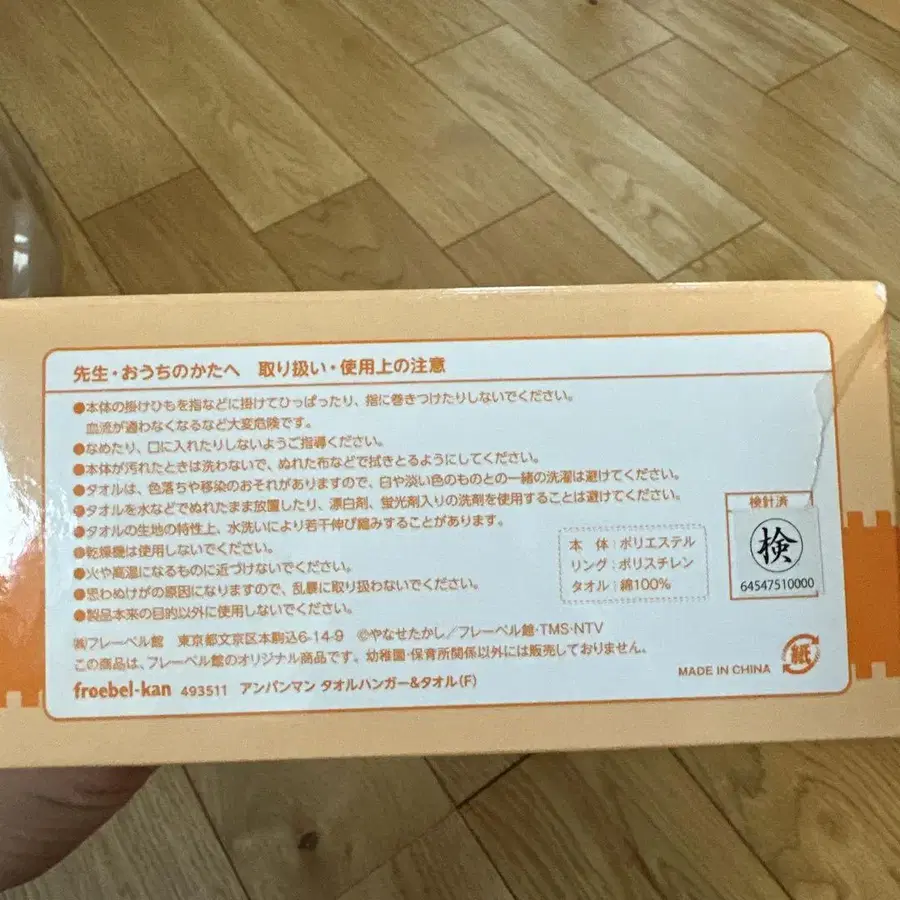 先生・おうちのかたへ 取り扱い・使用上の注意
●本体の掛けひもを指などに掛けてひっぱったり、指に巻きつけたりしないでください。
血流が通わなくなるなど大変危険です。
●なめたり、口に入れたりしないようご指導ください。
●本体が汚れたときは洗わないで、ぬれた布などで拭きとるようにしてください。
●タオルは、色落ちや移染のおそれがありますので、白や淡い色のものとの一緒の洗濯は避けてください。
●タオルを水などでぬれたまま放置したり、漂白剤、蛍光剤入りの洗剤を使用することは避けてください。
●タオルの生地の特性上、水洗いにより若干伸び縮みすることがあります。
●乾燥機は使用しないでください。
●火や高温になるものに近づけないでください。
●思わぬけがの原因になりますので、乱暴に取り扱わないでください。
●製品本来の目的以外に使用しないでください。
本 体:ポリエステル
リング:ポリスチレン
タオル:綿100%
検針済
検
64547510000
㈱フレーベル館 東京都文京区本駒込6-14-9 ©やなせたかし/フレーベル館・TMS・NTV
この商品は、フレーベル館のオリジナル商品です。幼稚園・保育所関係以外には販売しておりません。
froebel-kan 493511 アンパンマン タオルハンガー&タオル(F)
MADE IN CHINA
紙